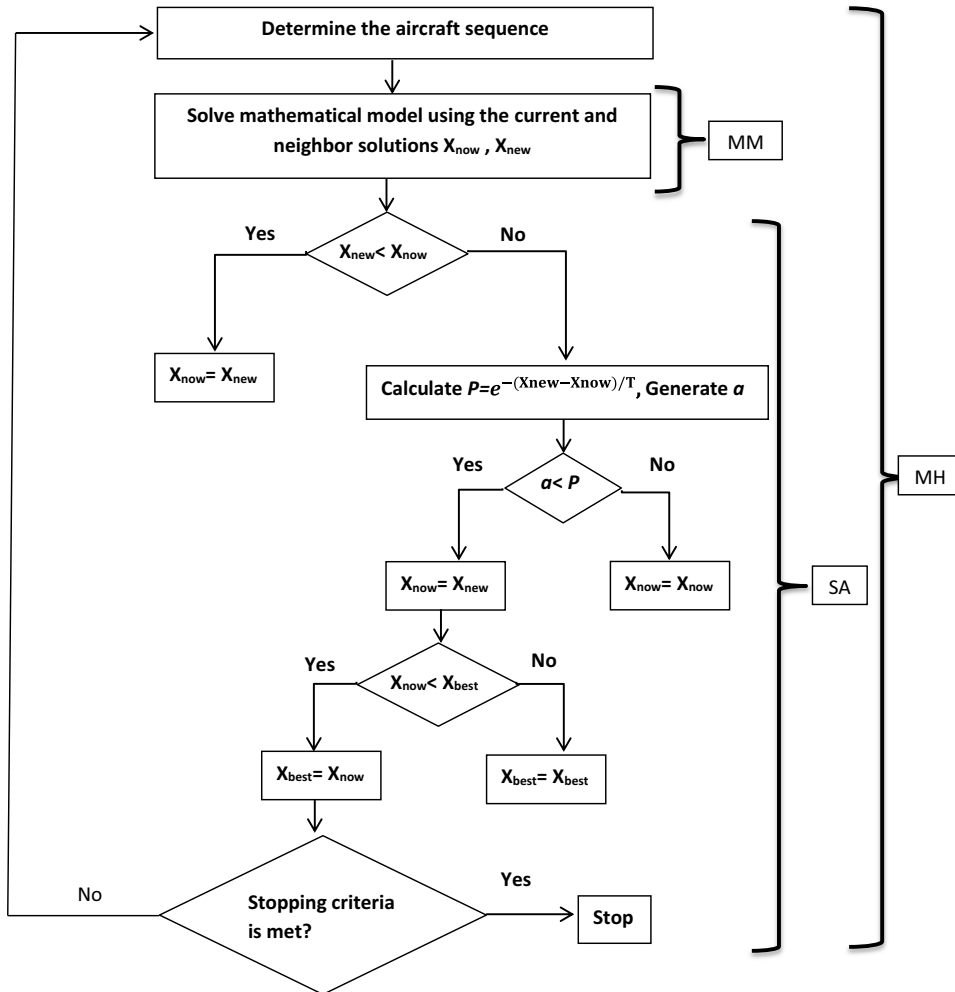 Determine the aircraft sequence
Solve mathematical model using the current and
neighbor solutions Xnow , Xnew
MM
Yes
No
Xnew< Xnow
Xnow= Xnew
Calculate P=e−(Xnew−Xnow)/T, Generate a
Yes
No
a< P
MH
Xnow= Xnew
Xnow= Xnow
SA
Yes
No
Xnow< Xbest
Xbest= Xnow
Xbest= Xbest
No
Yes
Stopping criteria
is met?
Stop